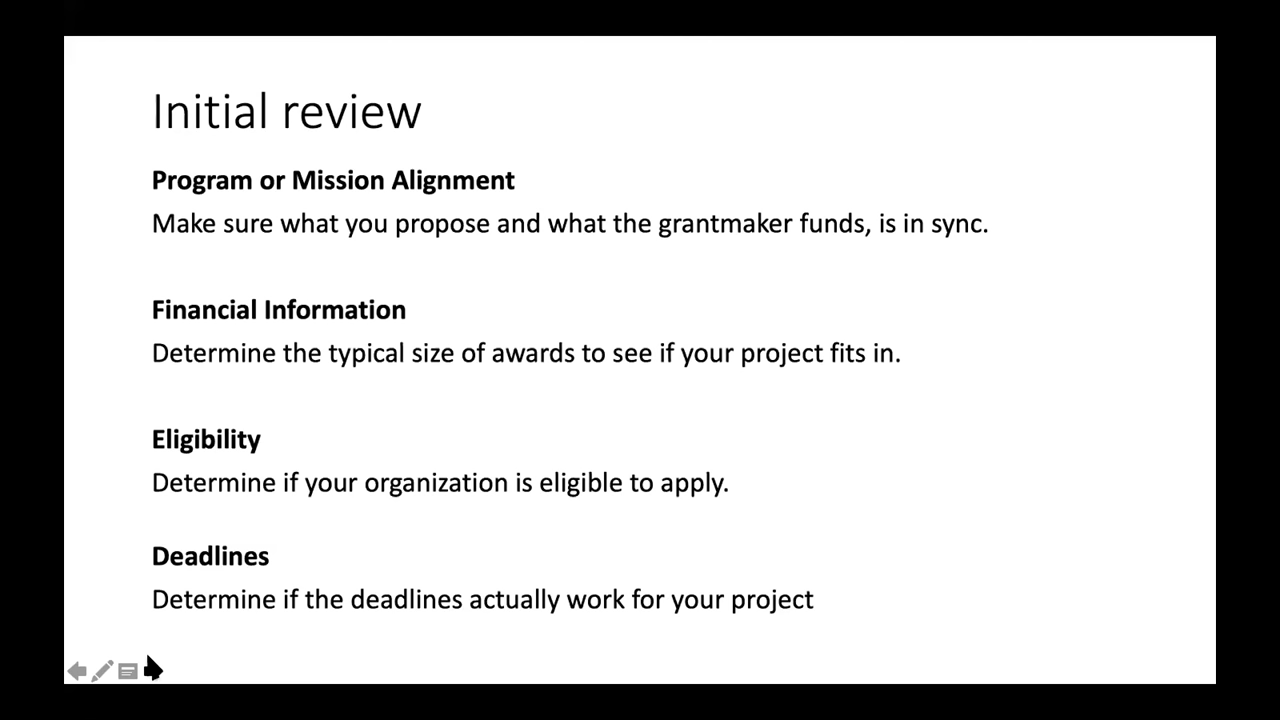 Initial review
Program or Mission Alignment
Make sure what you propose and what the grantmaker funds, is in sync.
Financial Information
Determine the typical size of awards to see if your project fits in.
Eligibility
Determine if your organization is eligible to apply.
Deadlines
Determine if the deadlines actually work for your project